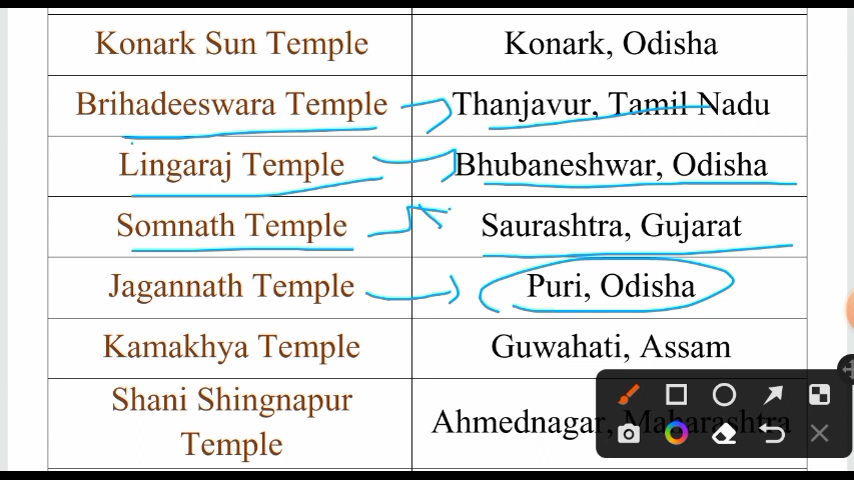 Konark Sun Temple Konark, Odisha
Brihadeeswara Temple Thanjavur, Tamil Nadu
Lingaraj Temple Bhubaneshwar, Odisha
Somnath Temple Saurashtra, Gujarat
Jagannath Temple Puri, Odisha
Kamakhya Temple Guwahati, Assam
Shani Shingnapur
Temple
Ahmednagar, Maharashtra